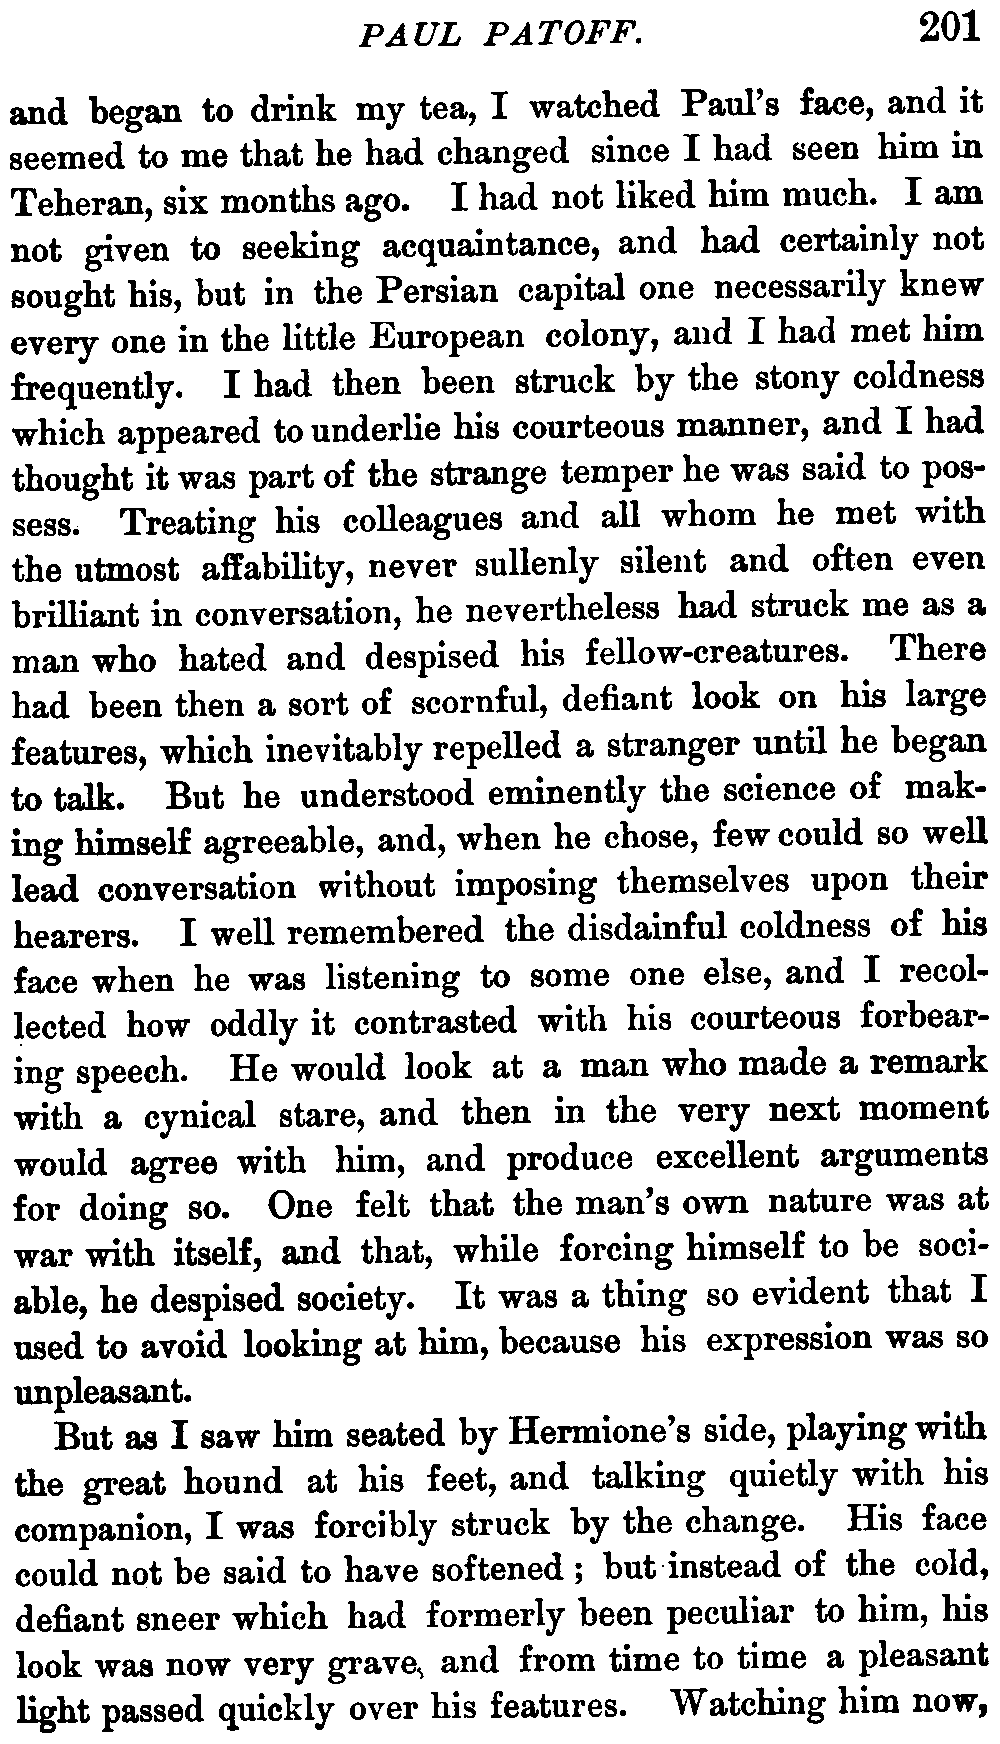 PAUL PATOFF. 201
and began to drink my tea, I watched Paul's face, and it
seemed to me that he had changed since I had seen him in
Teheran, six months ago. I had not liked him much. I am
not given to seeking acquaintance, and had certainly not
sought his, but in the Persian capital one necessarily knew
every one in the little European colony, and I had met him
frequently. I had then been struck by the stony coldness
which appeared to underlie his courteous manner, and I had
thought it was part of the strange temper he was said to pos-
sess. Treating his colleagues and all whom he met with
the utmost affability, never sullenly silent and often even
brilliant in conversation, he nevertheless had struck me as a
man who hated and despised his fellow-creatures. There
had been then a sort of scornful, defiant look on his large
features, which inevitably repelled a stranger until he began
to talk. But he understood eminently the science of mak-
ing himself agreeable, and, when he chose, few could so well
lead conversation without imposing themselves upon their
hearers. I well remembered the disdainful coldness of his
face when he was listening to some one else, and I recol-
lected how oddly it contrasted with his courteous forbear-
ing speech. He would look at a man who made a remark
with a cynical stare, and then in the very next moment
would agree with him, and produce excellent arguments
for doing so. One felt that the man's own nature was at
war with itself, and that, while forcing himself to be soci-
able, he despised society. It was a thing so evident that I
used to avoid looking at him, because his expression was so
unpleasant.
But as I saw him seated by Hermione's side, playing with
the great hound at his feet, and talking quietly with his
companion, I was forcibly struck by the change. His face
could not be said to have softened ; but instead of the cold,
defiant sneer which had formerly been peculiar to him, his
look was now very grave, and from time to time a pleasant
light passed quickly over his features. Watching him now,